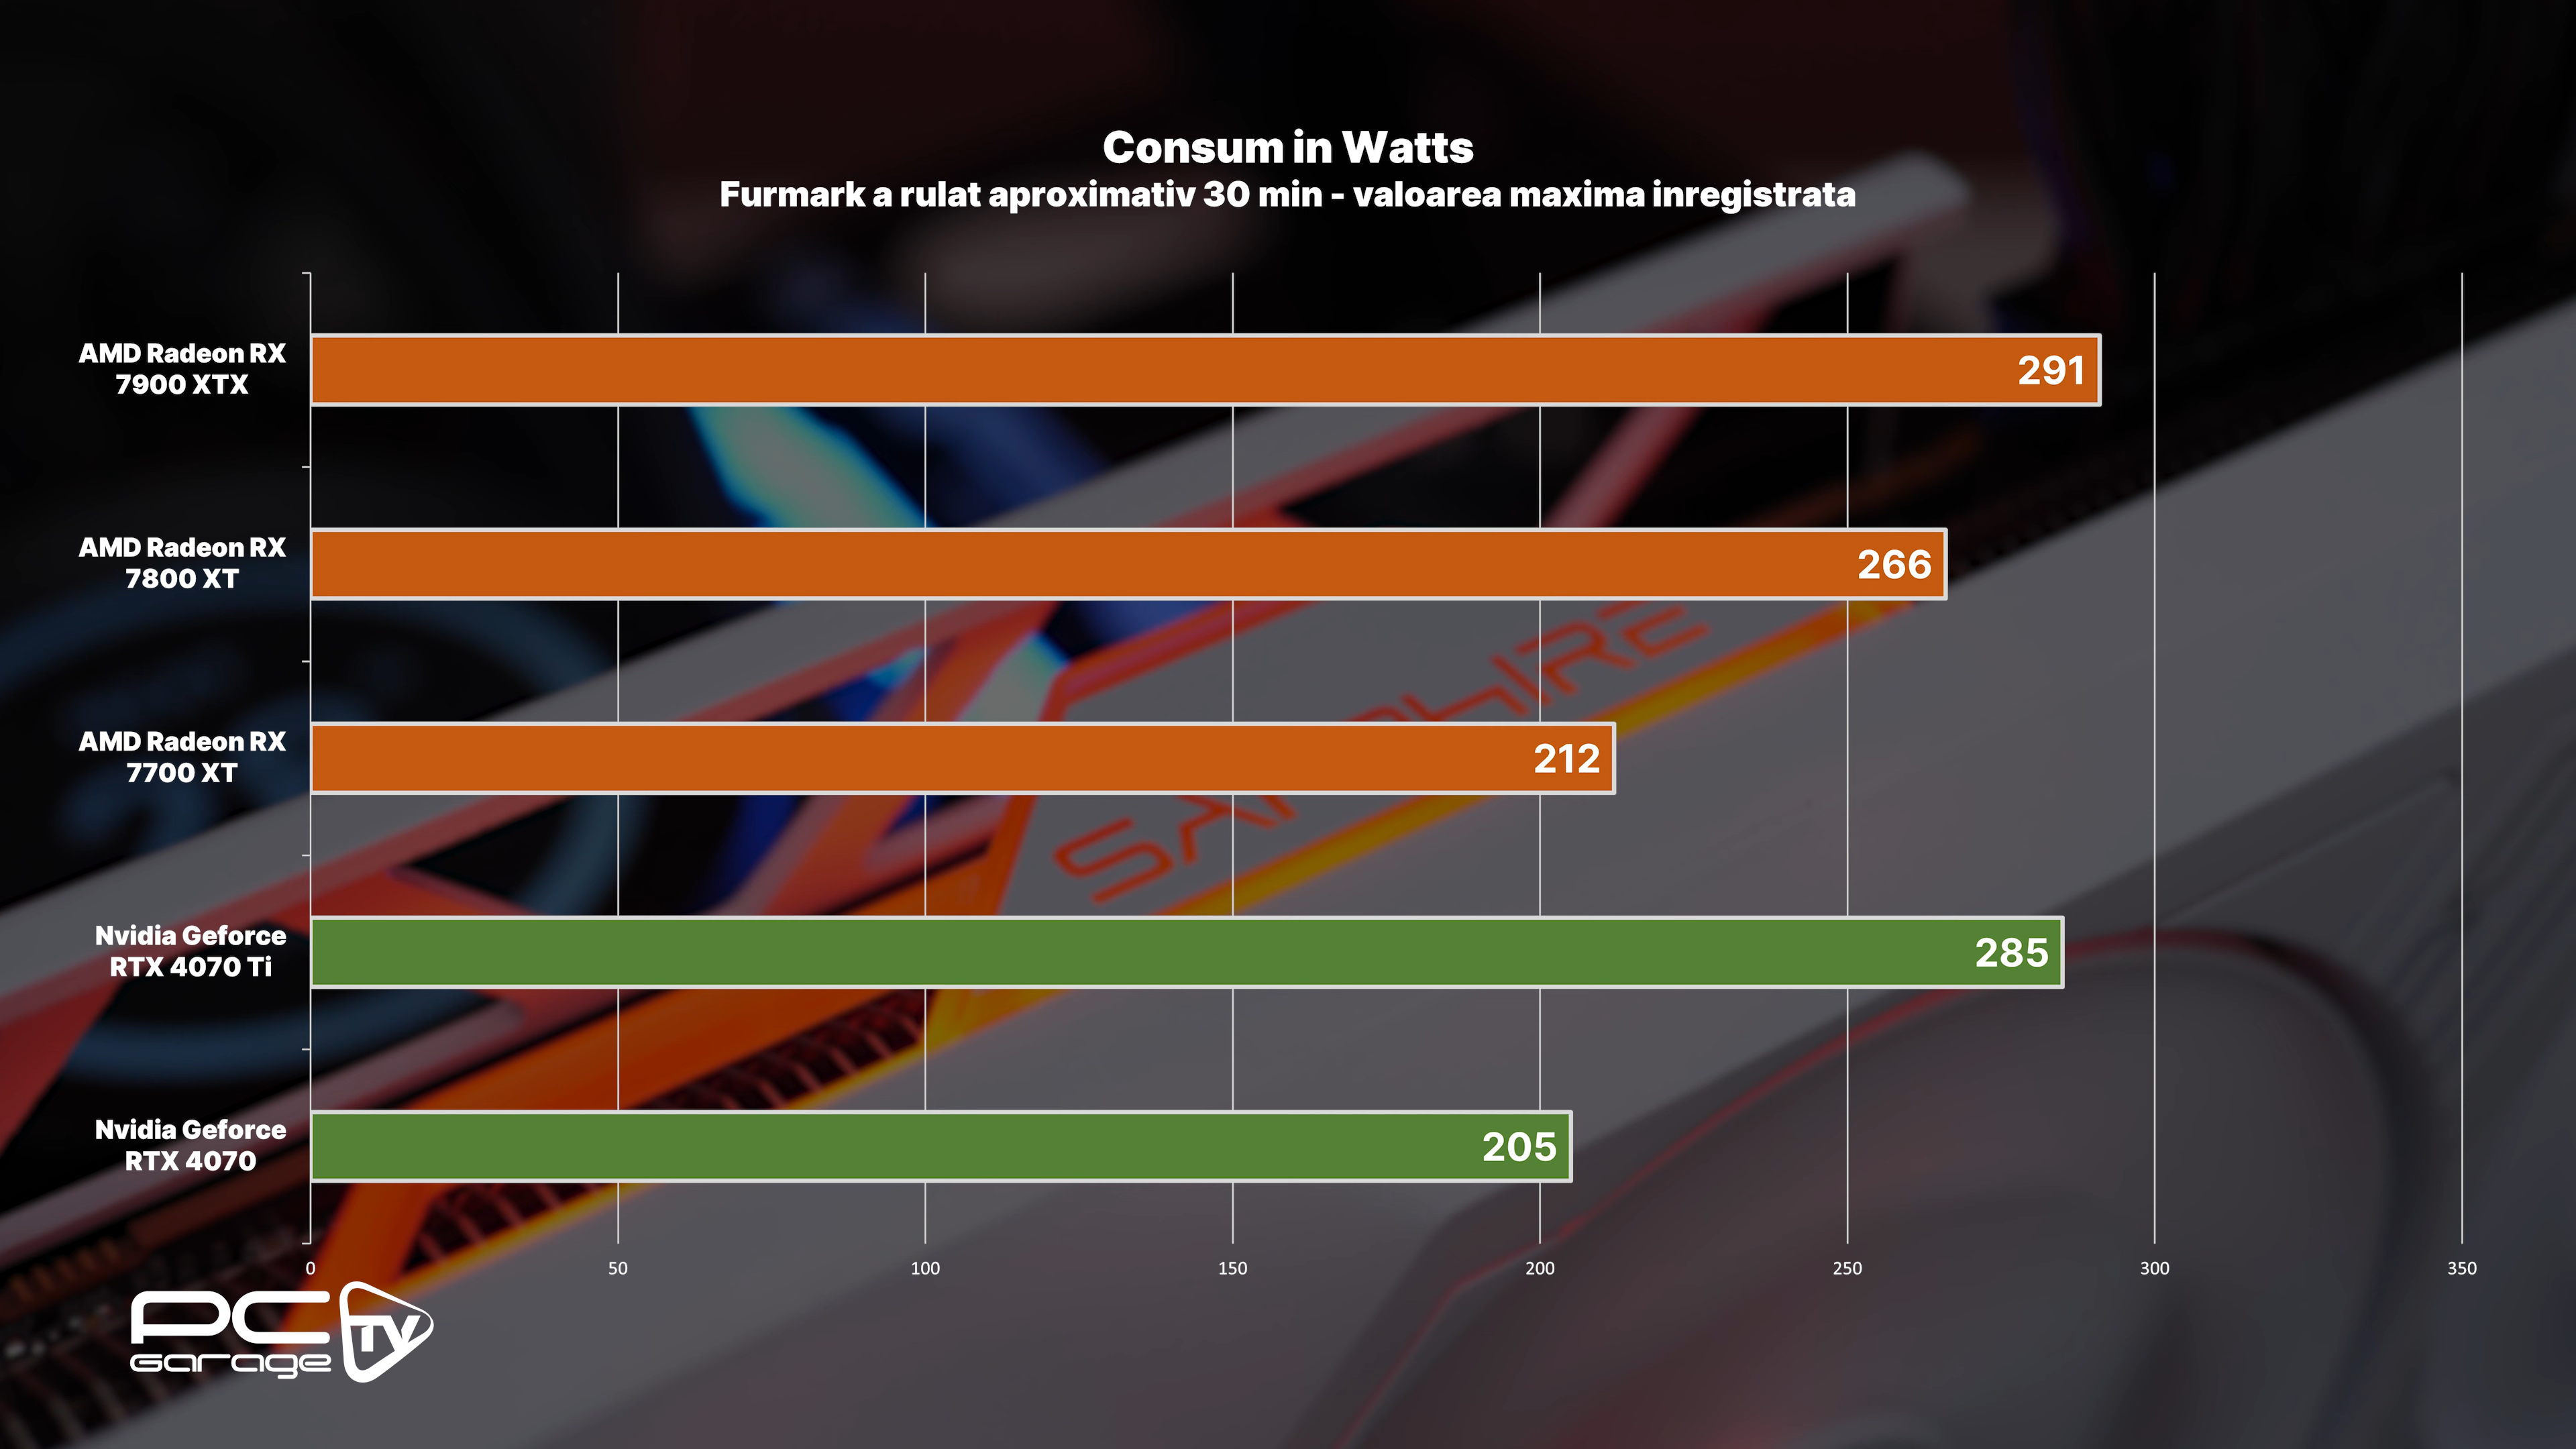 Consum in Watts
Furmark a rulat aproximativ 30 min - valoarea maxima inregistrata
AMD Radeon RX
7900 XTX
291
AMD Radeon RX
7800 XT
266
AMD Radeon RX
7700 XT
212
Nvidia Geforce
RTX 4070 Ti
285
Nvidia Geforce
RTX 4070
205
0 50 100 150 200 250 300 350
PC TV
Garage